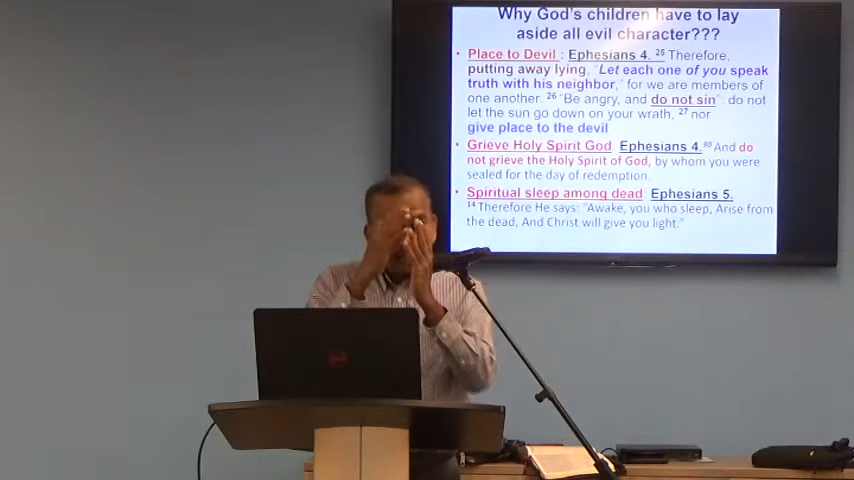 Why God's children have to lay
aside all evil character???
• Place to Devil : Ephesians 4. 25 Therefore,
putting away lying, "Let each one of you speak
truth with his neighbor," for we are members of
one another. 26 "Be angry, and do not sin": do not
let the sun go down on your wrath, 27 nor
give place to the devil
• Grieve Holy Spirit God Ephesians 4.30 And do
not grieve the Holy Spirit of God, by whom you were
sealed for the day of redemption.
• Spiritual sleep among dead Ephesians 5.
14 Therefore He says: "Awake, you who sleep, Arise from
the dead, And Christ will give you light."